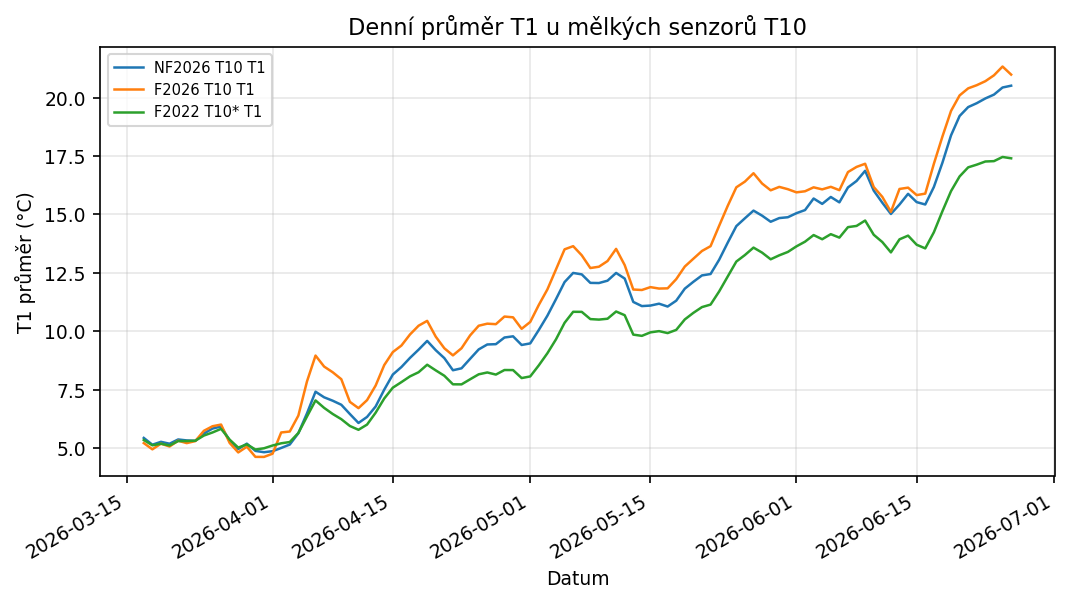 Denní průměr T1 u mělkých senzorů T10
NF2026 T10 T1
F2026 T10 T1
F2022 T10* T1
T1 průměr (°C)
20.0
17.5
15.0
12.5
10.0
7.5
5.0
2026-03-15
2026-04-01
2026-04-15
2026-05-01
2026-05-15
2026-06-01
2026-06-15
2026-07-01
Datum